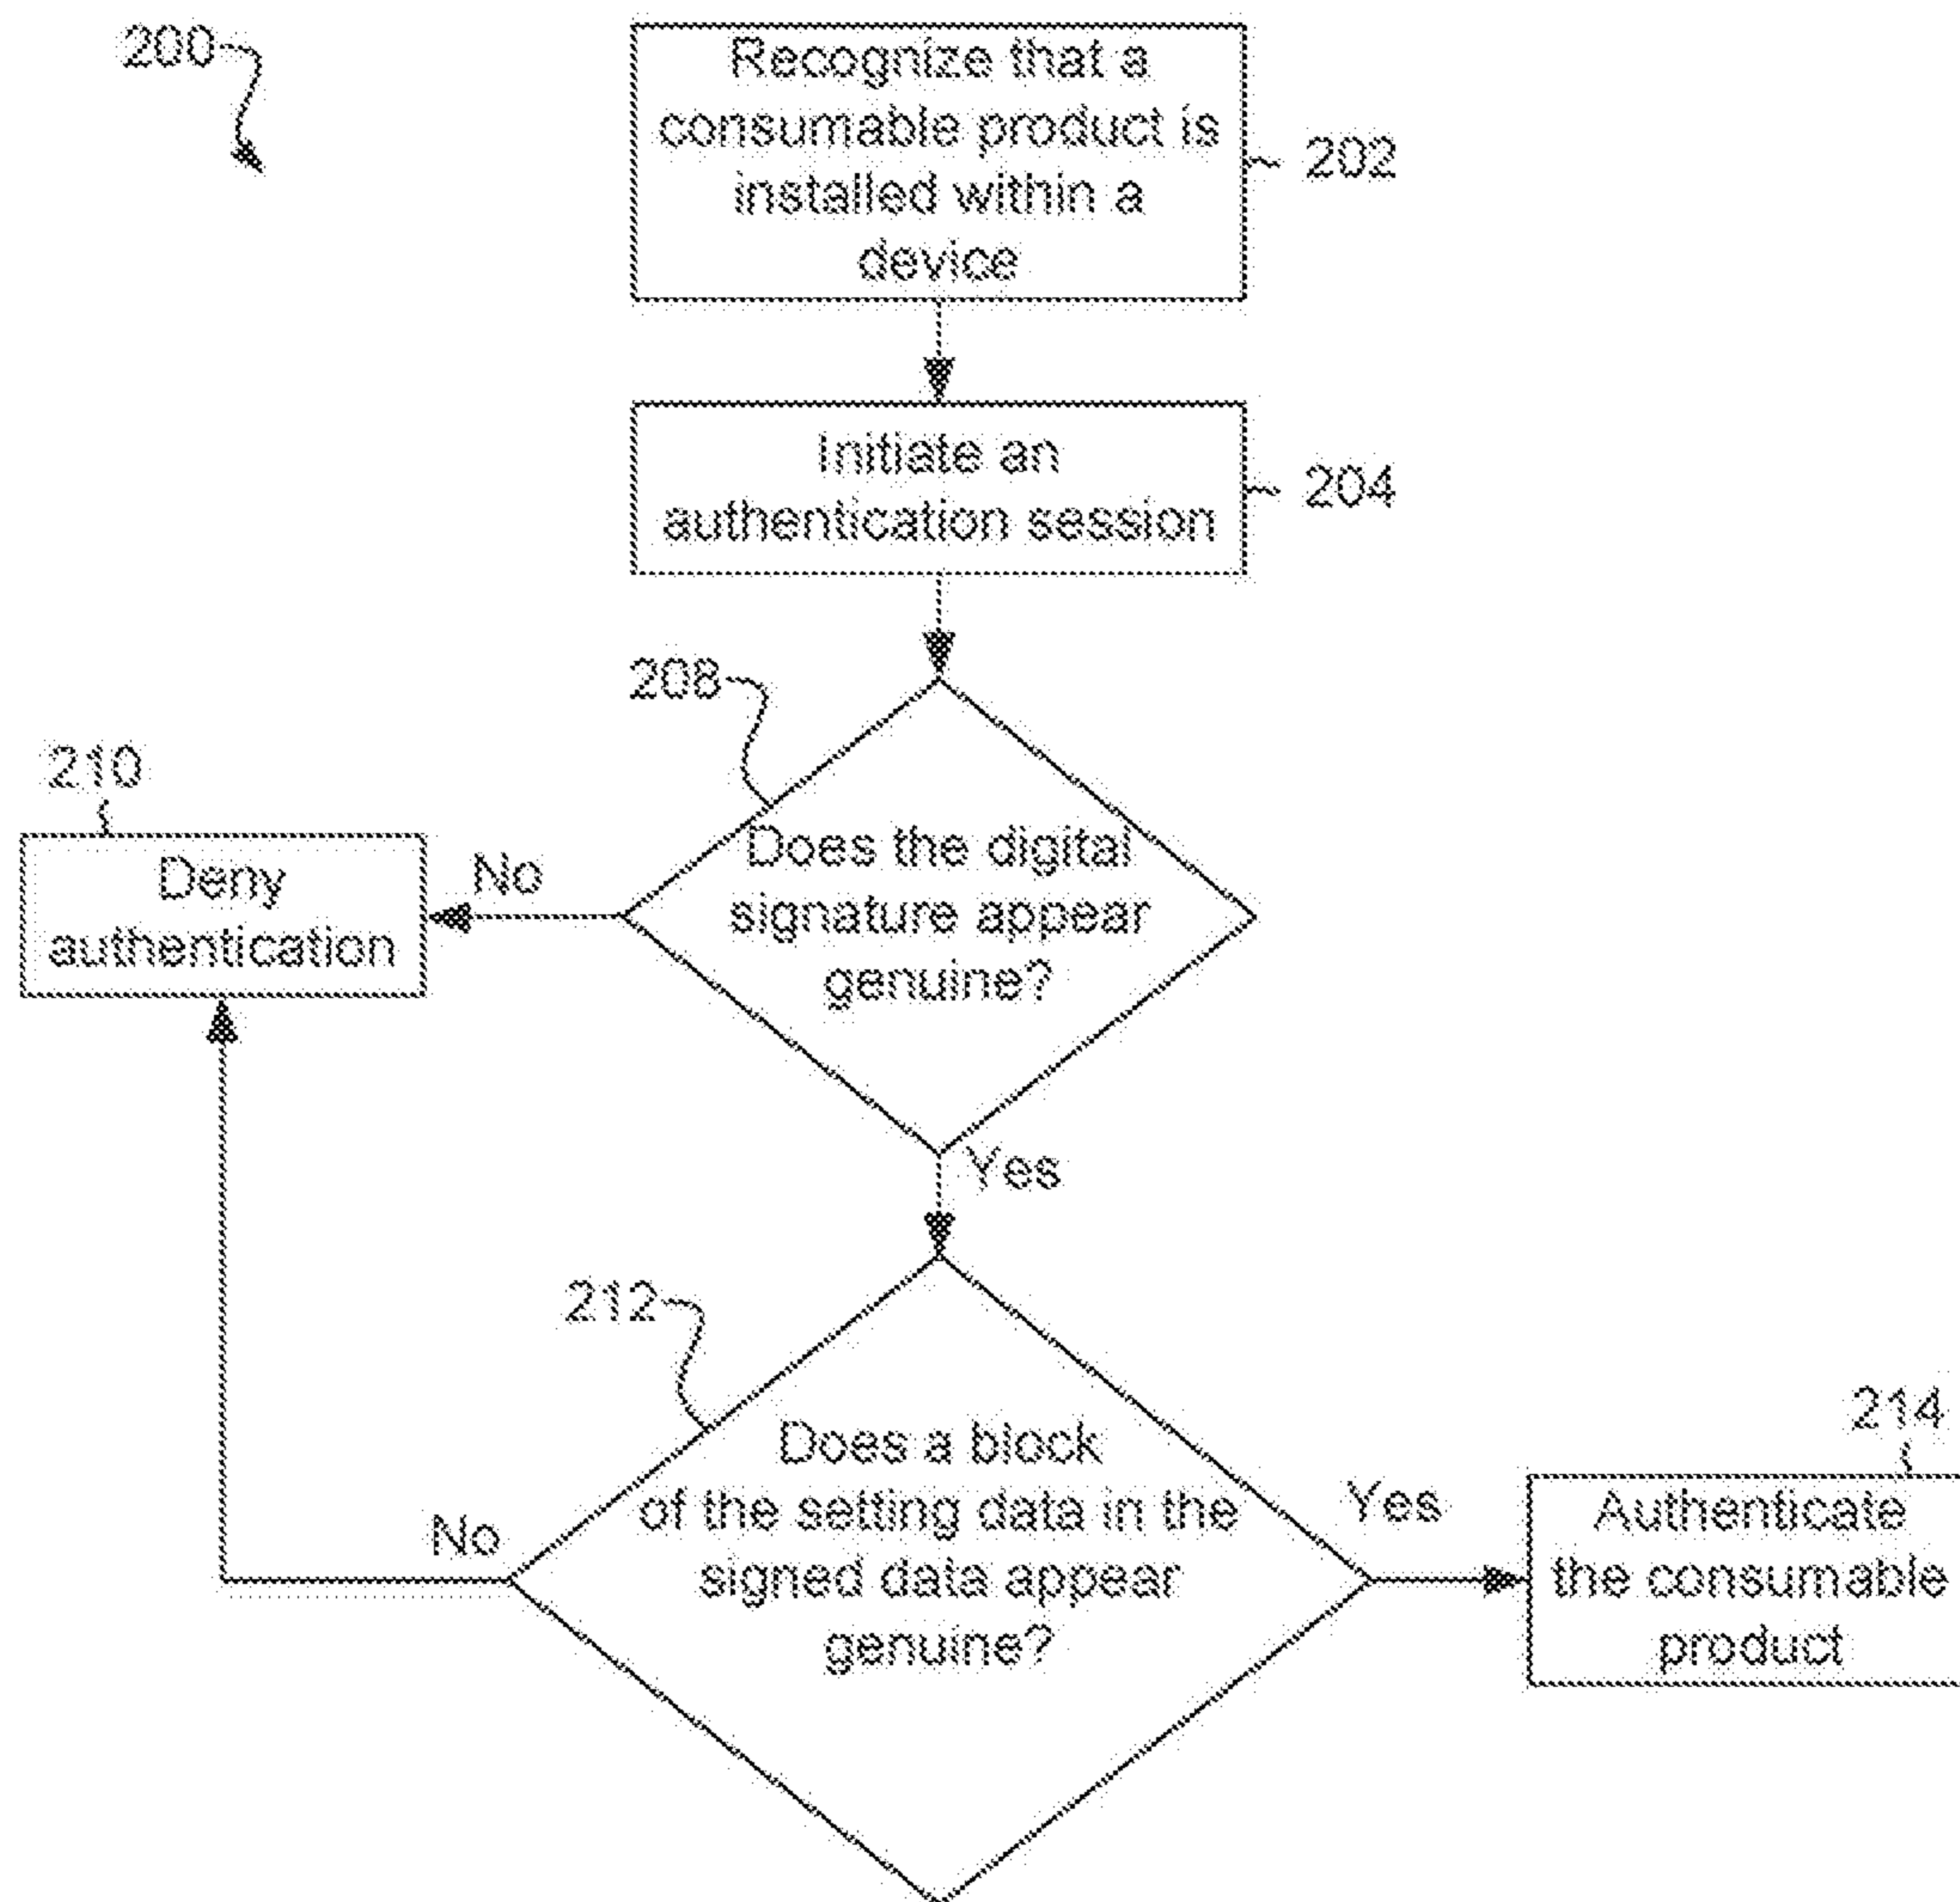 200
Recognize that a
consumable product is
installed within a
device
202
Initiate an
authentication session
204
208
Does the digital
signature appear
genuine?
No
210
Deny
authentication
Yes
212
Does a block
of the setting data in the
signed data appear
genuine?
No
Yes
214
Authenticate
the consumable
product